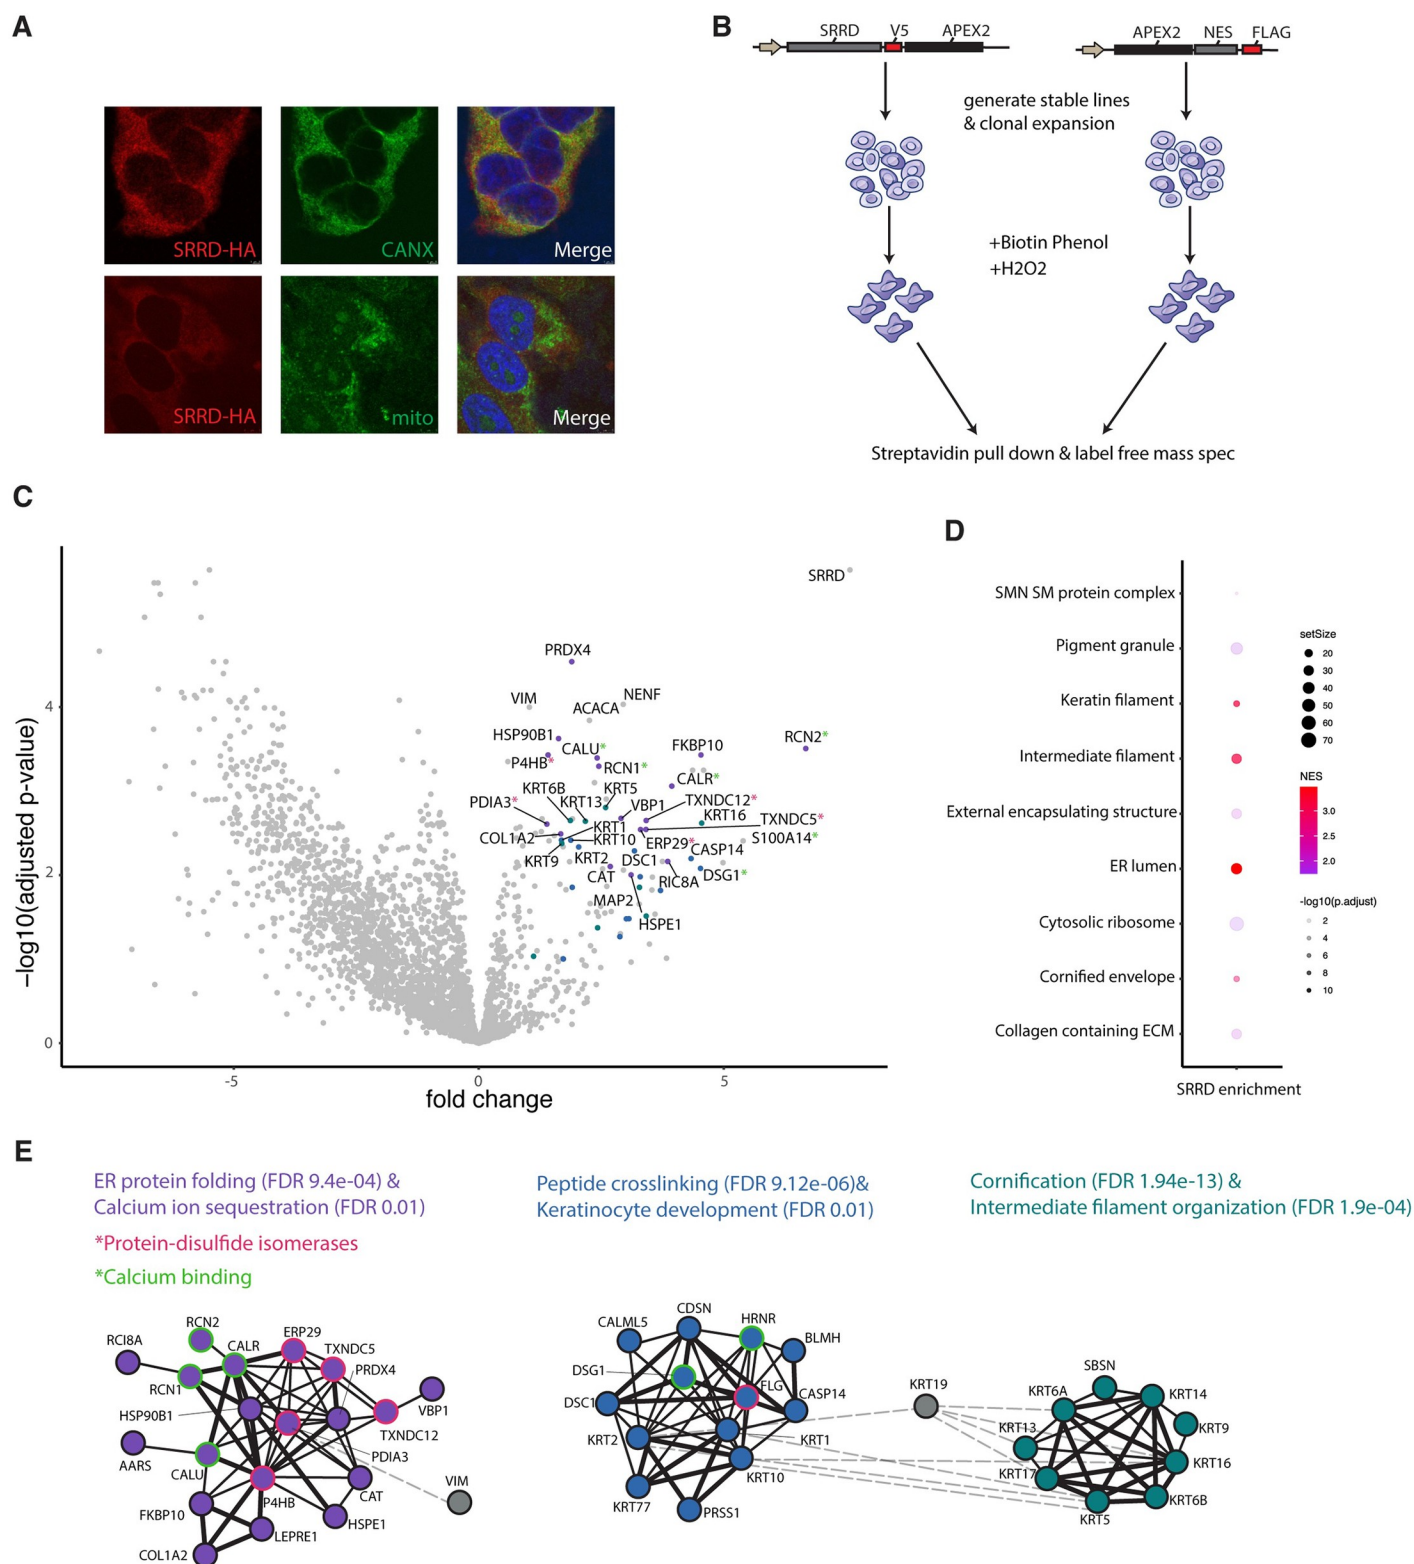 A
SRRD-HA
CANX
Merge
SRRD-HA
mito
Merge
B
SRRD V5 APEX2
APEX2 NES FLAG
generate stable lines
& clonal expansion
+Biotin Phenol
+H2O2
Streptavidin pull down & label free mass spec
C
−log10(adjusted p-value)
4
2
0
-5
0
5
fold change
SRRD
PRDX4
VIM
NENF
ACACA
HSP90B1
CALU*
FKBP10
RCN2*
P4HB*
RCN1*
CALR*
KRT6B
KRT5
PDIA3*
KRT13
VBP1
TXNDC12*
KRT16
TXNDC5*
KRT1
COL1A2
KRT10
ERP29*
S100A14*
CASP14
KRT9
KRT2
DSC1
CAT
RIC8A
DSG1*
MAP2
HSPE1
D
SMN SM protein complex
Pigment granule
Keratin filament
Intermediate filament
External encapsulating structure
ER lumen
Cytosolic ribosome
Cornified envelope
Collagen containing ECM
SRRD enrichment
setSize
20
30
40
50
60
70
NES
3.0
2.5
2.0
-log10(p.adjust)
2
4
6
8
10
E
ER protein folding (FDR 9.4e-04) &
Calcium ion sequestration (FDR 0.01)
*Protein-disulfide isomerases
*Calcium binding
Peptide crosslinking (FDR 9.12e-06)&
Keratinocyte development (FDR 0.01)
Cornification (FDR 1.94e-13) &
Intermediate filament organization (FDR 1.9e-04)
RCN2
RCI8A
CALR
ERP29
TXNDC5
PRDX4
RCN1
HSP90B1
VBP1
TXNDC12
AARS
CALU
PDIA3
P4HB
CAT
VIM
FKBP10
HSPE1
LEPRE1
COL1A2
CALML5
CDSN
HRNR
BLMH
DSG1
FLG
DSC1
CASP14
KRT2
KRT1
KRT10
KRT77
PRSS1
KRT19
SBSN
KRT6A
KRT14
KRT13
KRT9
KRT17
KRT16
KRT6B
KRT5